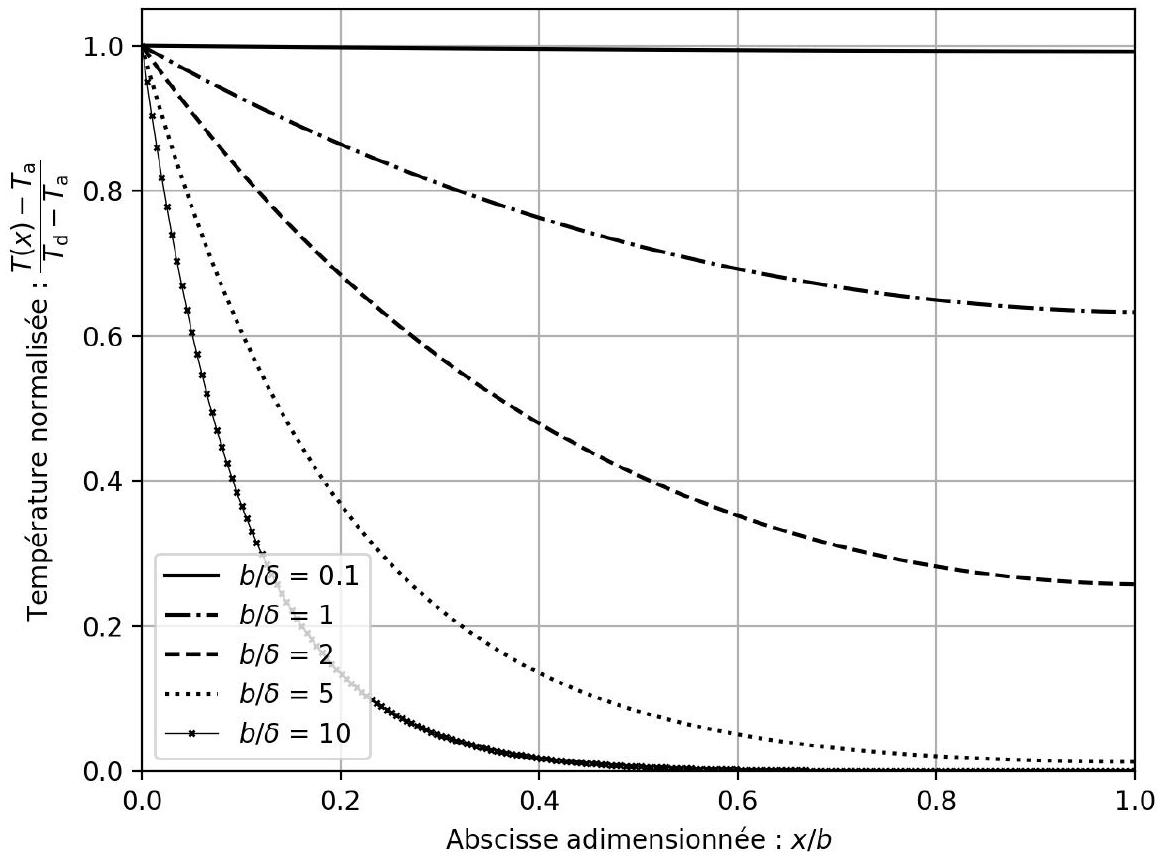 Température normalisée : T(x) − Ta / Td − Ta
1.0
0.8
0.6
0.4
0.2
0.0
b/δ = 0.1
b/δ = 1
b/δ = 2
b/δ = 5
b/δ = 10
0.0 0.2 0.4 0.6 0.8 1.0
Abscisse adimensionnée : x/b